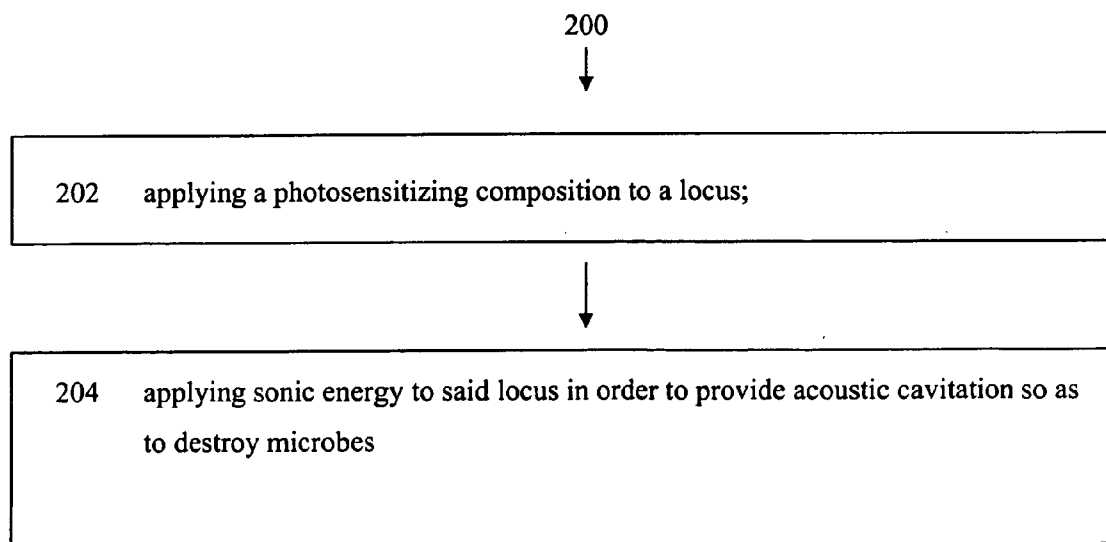 200
202 applying a photosensitizing composition to a locus;
204 applying sonic energy to said locus in order to provide acoustic cavitation so as
to destroy microbes